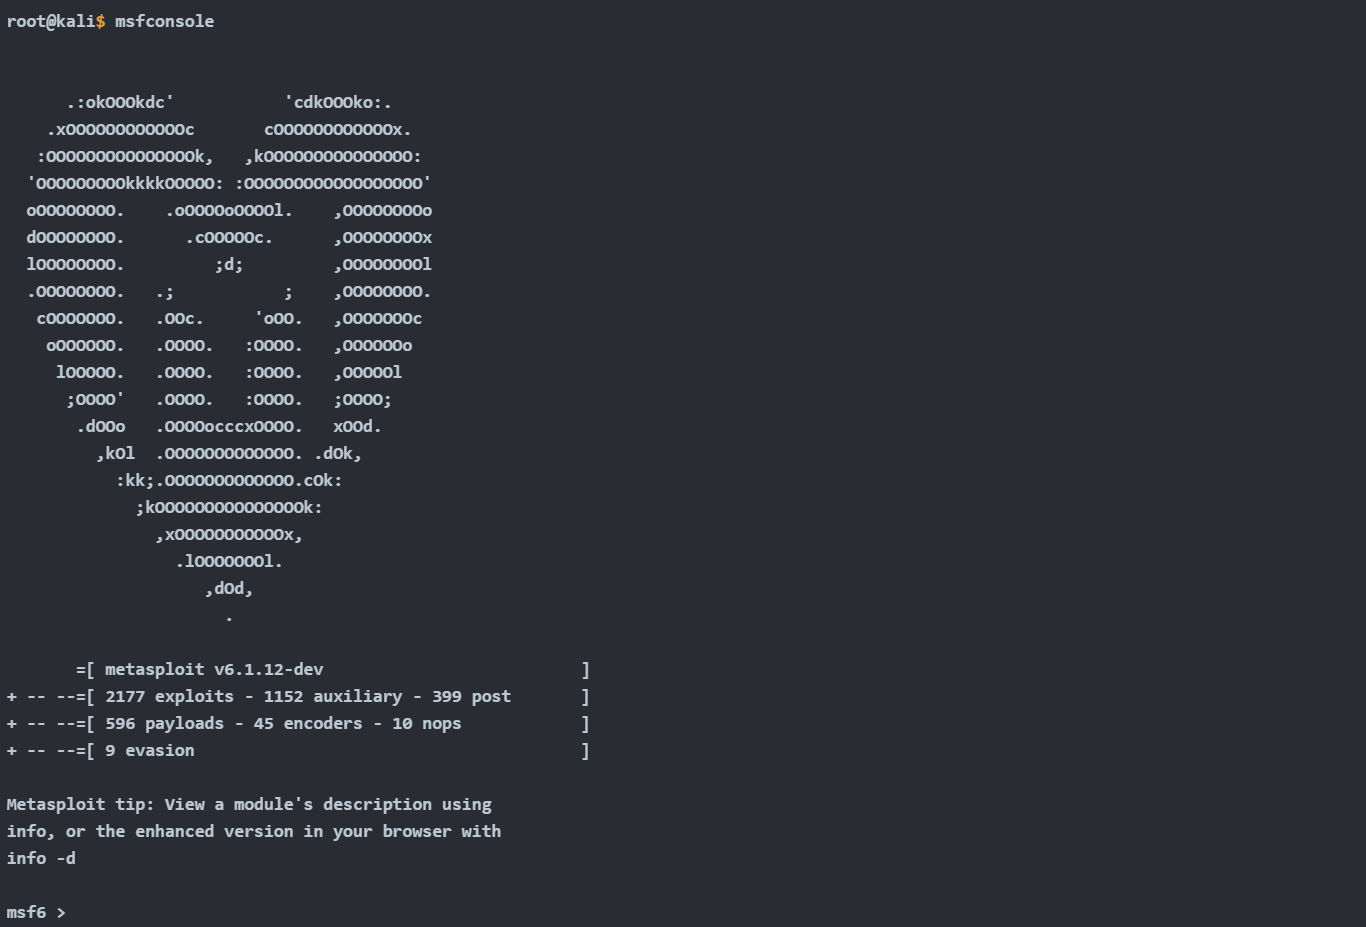 root@kali$ msfconsole
      .:okOOOkdc'           'cdkOOOko:.
    .xOOOOOOOOOOOOc       cOOOOOOOOOOOOx.
   :OOOOOOOOOOOOOOOk,   ,kOOOOOOOOOOOOOOO:
  'OOOOOOOOOkkkkOOOOO: :OOOOOOOOOOOOOOOOOO'
  oOOOOOOOO.    .oOOOOoOOOOl.    ,OOOOOOOOo
  dOOOOOOOO.      .cOOOOOc.      ,OOOOOOOOx
  lOOOOOOOO.         ;d;         ,OOOOOOOOl
  .OOOOOOOO.   .;           ;    ,OOOOOOOO.
   cOOOOOOO.   .OOc.     'oOO.   ,OOOOOOOc
    oOOOOOO.   .OOOO.   :OOOO.   ,OOOOOOo
     lOOOOO.   .OOOO.   :OOOO.   ,OOOOOl
      ;OOOO'   .OOOO.   :OOOO.   ;OOOO;
       .dOOo   .OOOOocccxOOOO.   xOOd.
         ,kOl  .OOOOOOOOOOOOO. .dOk,
           :kk;.OOOOOOOOOOOOO.cOk:
             ;kOOOOOOOOOOOOOOOk:
               ,xOOOOOOOOOOOx,
                 .lOOOOOOOl.
                    ,dOd,
                      .
       =[ metasploit v6.1.12-dev                          ]
+ -- --=[ 2177 exploits - 1152 auxiliary - 399 post       ]
+ -- --=[ 596 payloads - 45 encoders - 10 nops            ]
+ -- --=[ 9 evasion                                       ]
Metasploit tip: View a module's description using
info, or the enhanced version in your browser with
info -d
msf6 >